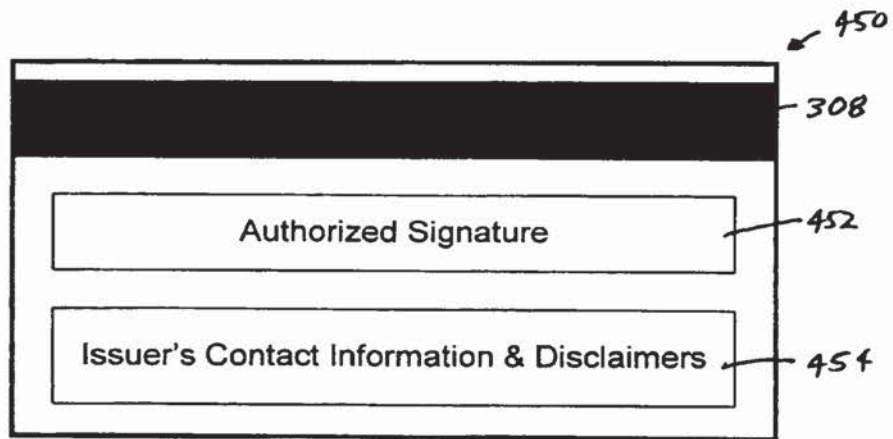 450
308
Authorized Signature
452
Issuer's Contact Information & Disclaimers
454